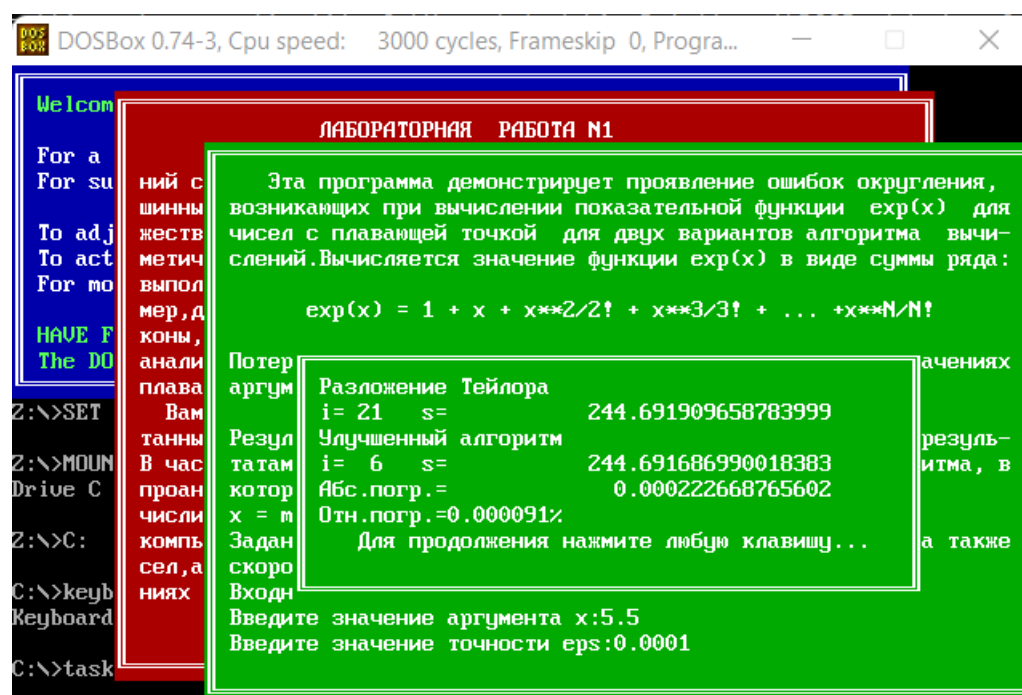 DOSBox 0.74-3, Cpu speed: 3000 cycles, Frameskip 0, Progra...
Welcom
For a
For su
To adj
To act
For mo
HAVE F
The DO
Z:\>SET
Z:\>MOUN
Drive C
Z:\>C:
C:\>keyb
Keyboard
C:\>task
ЛАБОРАТОРНАЯ РАБОТА N1
ний с
шинны
жеств
метич
выпол
мер,д
коны,
анали
плава
Вам
танны
В час
проан
числи
компь
сел,а
ниях
Эта программа демонстрирует проявление ошибок округления,
возникающих при вычислении показательной функции exp(x) для
чисел с плавающей точкой для двух вариантов алгоритма вычи-
слений.Вычисляется значение функции exp(x) в виде суммы ряда:
exp(x) = 1 + x + x**2/2! + x**3/3! + ... +x**N/N!
Потер ачениях
аргум
Резул резуль-
татам итма, в
котор
x = m
Задан а также
скоро
Входн
Введите значение аргумента x:5.5
Введите значение точности eps:0.0001
Разложение Тейлора
i= 21 s= 244.691909658783999
Улучшенный алгоритм
i= 6 s= 244.691686990018383
Абс.погр.= 0.000222668765602
Отн.погр.=0.000091%
Для продолжения нажмите любую клавишу...